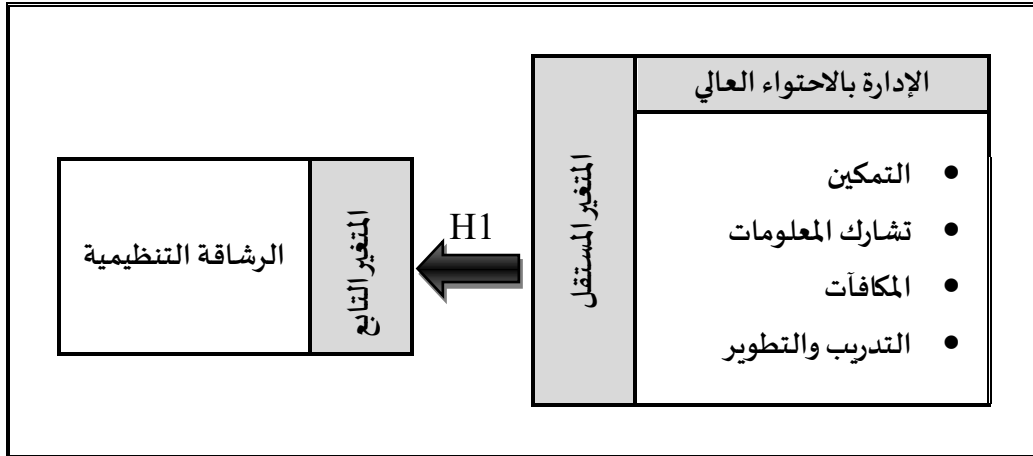 الإدارة بالاحتواء العالي
المتغير المستقل
• التمكين
• تشارك المعلومات
• المكافآت
• التدريب والتطوير
H1
المتغير التابع
الرشاقة التنظيمية